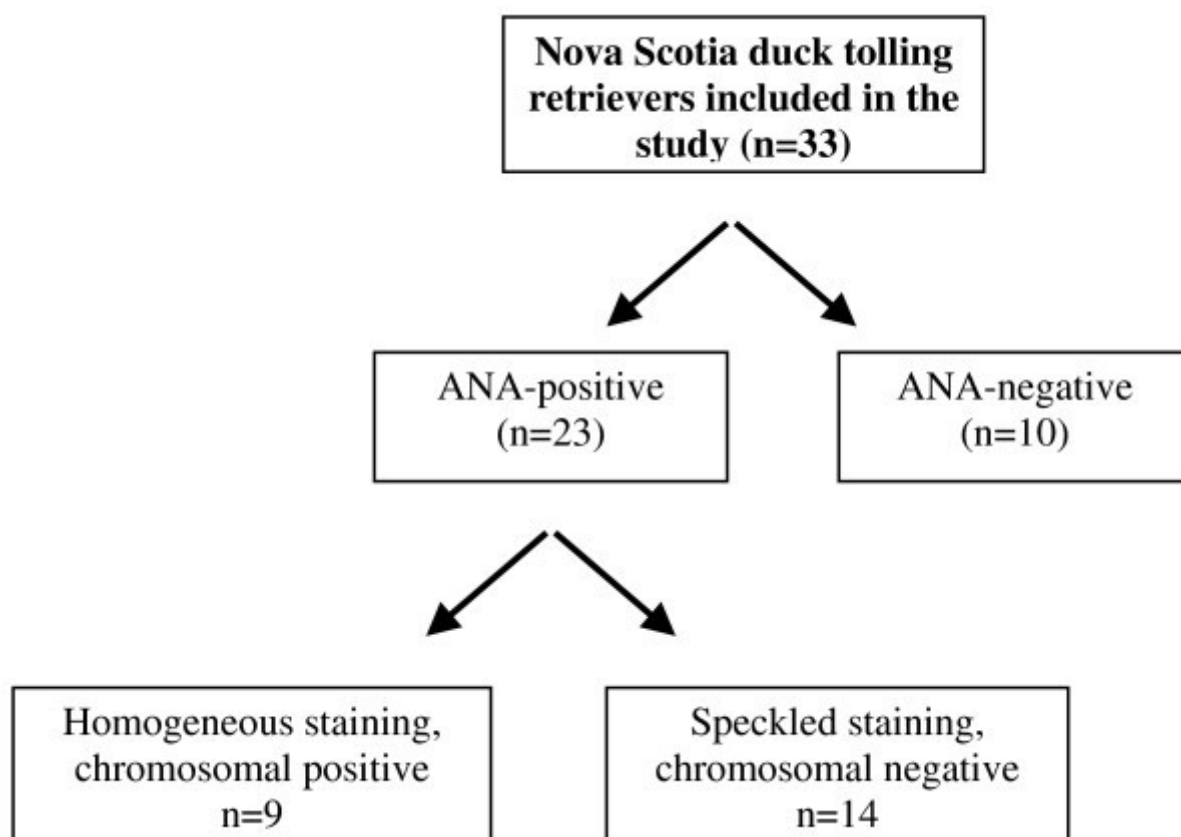 Nova Scotia duck tolling
retrievers included in the
study (n=33)
ANA-positive
(n=23)
ANA-negative
(n=10)
Homogeneous staining,
chromosomal positive
n=9
Speckled staining,
chromosomal negative
n=14